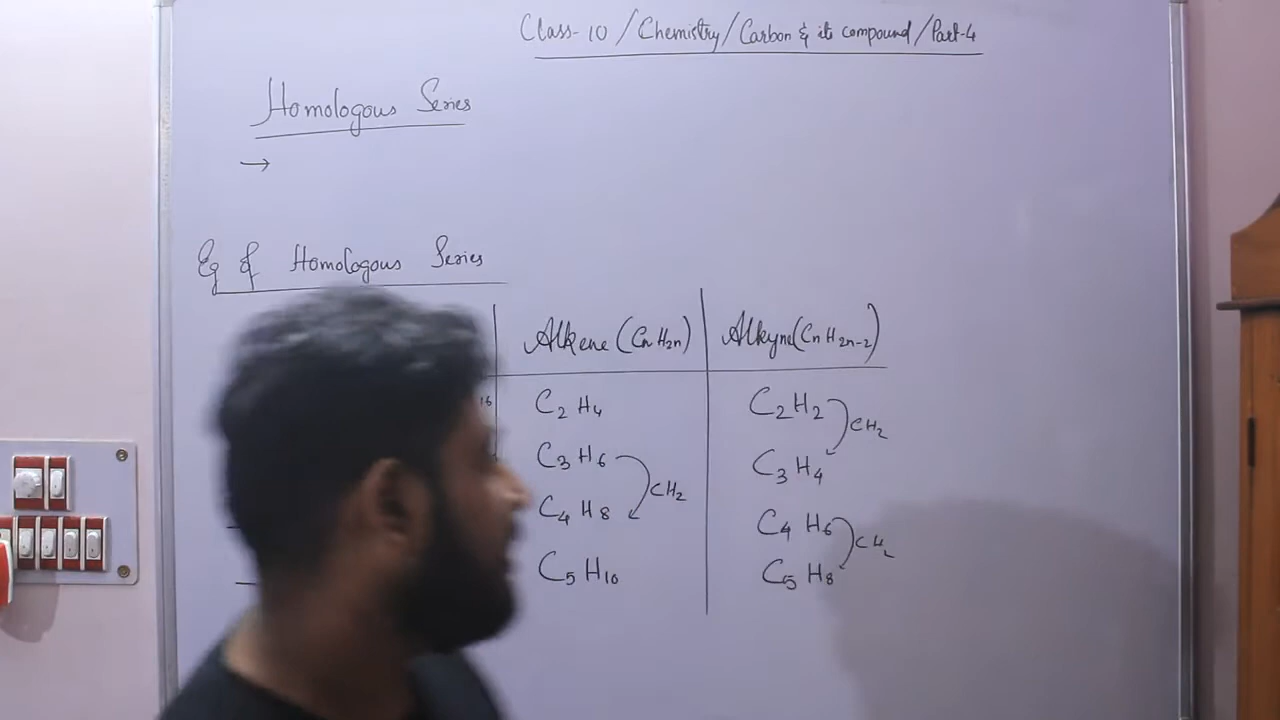 Class-10/Chemistry/Carbon & its compound/Part-4
Homologous Series
→
Eg of Homologous Series
Alkene (CnH2n) Alkyne (CnH2n-2)
16 C2H4 C2H2
CH2
C3H6 C3H4
CH2
C4H8 C4H6
CH2
C5H10 C5H8